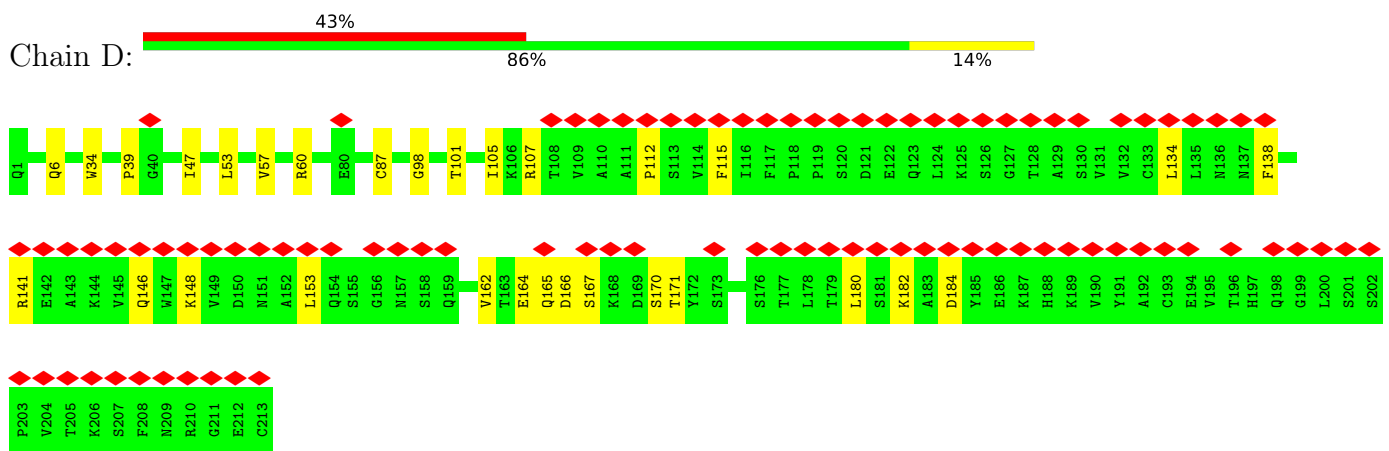 43%
Chain D:
86% 14%
Q1 Q6 W34 P39 G40 I47 L53 V57 R60 E80 C87 G98 T101 I105 K106 R107 T108 V109 A110 A111 P112 S113 V114 F115 I116 F117 P118 P119 S120 D121 E122 Q123 L124 K125 S126 G127 T128 A129 S130 V131 V132 C133 L134 L135 N136 N137 F138
R141 E142 A143 K144 V145 Q146 W147 K148 V149 D150 N151 A152 L153 Q154 S155 G156 N157 S158 Q159 V162 T163 E164 Q165 D166 S167 K168 D169 S170 T171 Y172 S173 S176 T177 L178 T179 L180 S181 K182 A183 D184 Y185 E186 K187 H188 K189 V190 Y191 A192 C193 E194 V195 T196 H197 Q198 G199 L200 S201 S202
P203 V204 T205 K206 S207 F208 N209 R210 G211 E212 C213